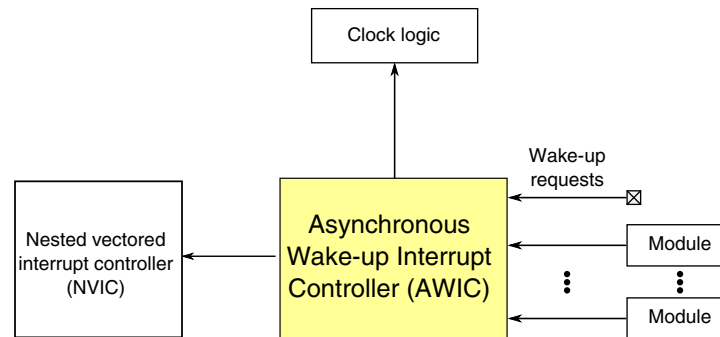 Clock logic
Wake-up
requests
Asynchronous
Wake-up Interrupt
Controller (AWIC)
Nested vectored
interrupt controller
(NVIC)
Module
Module